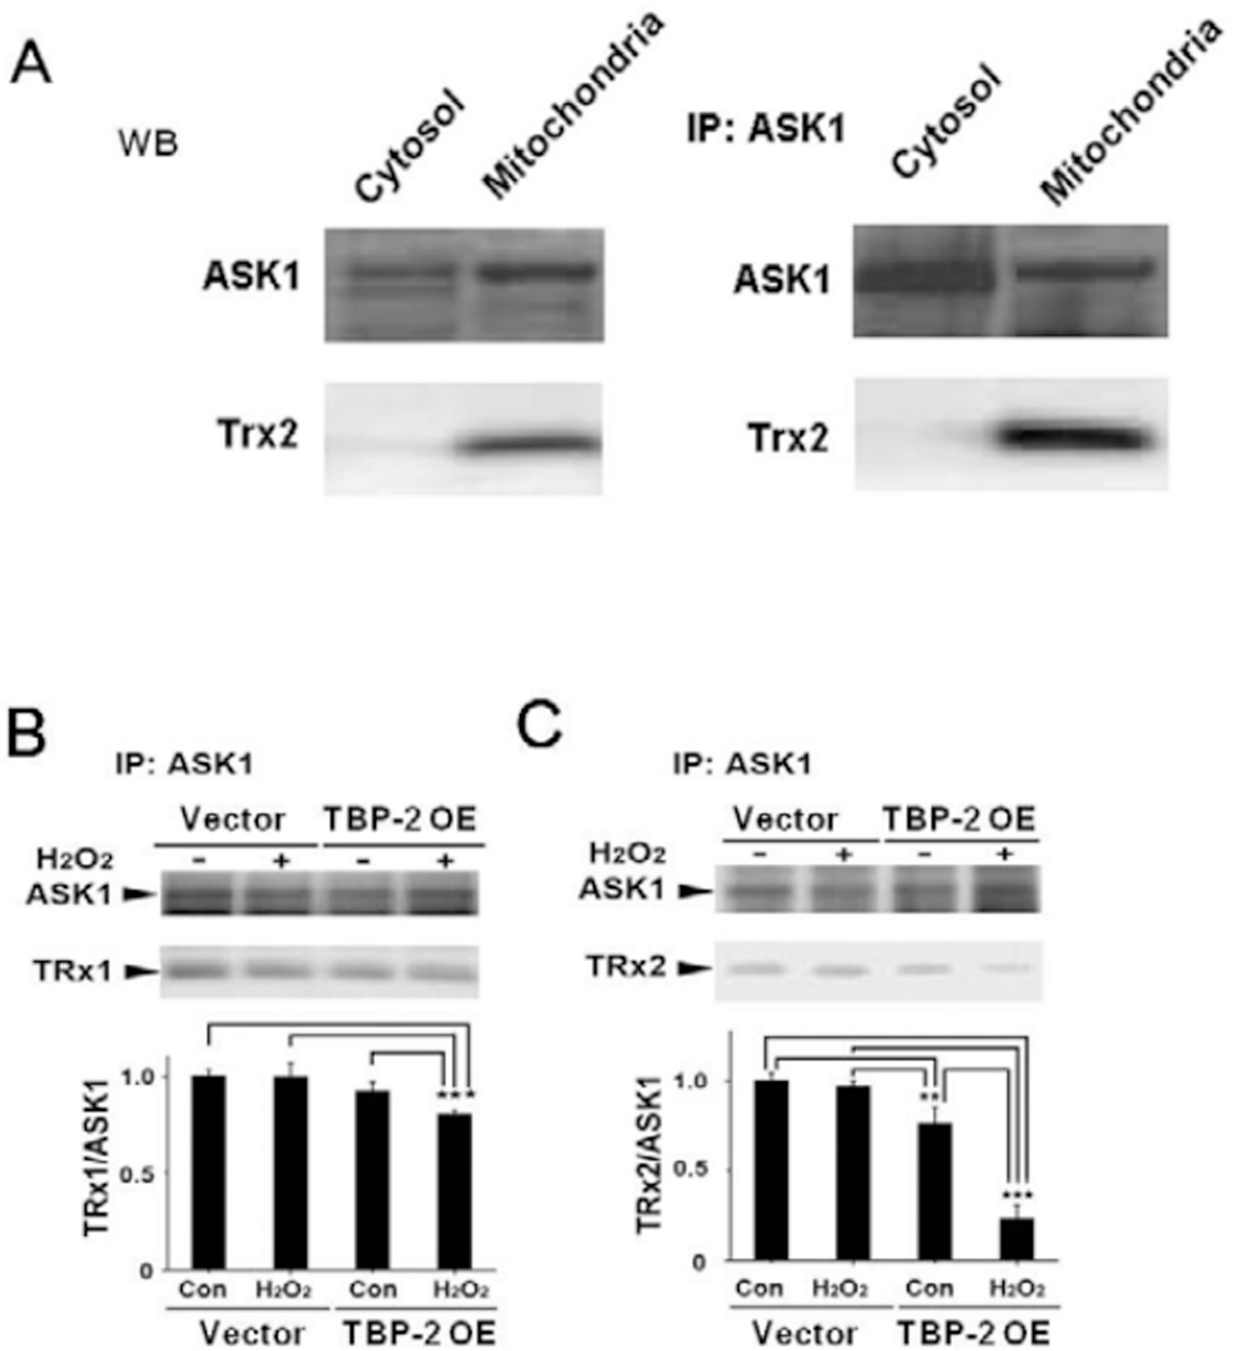 A
WB
Cytosol
Mitochondria
ASK1
Trx2
IP: ASK1
Cytosol
Mitochondria
ASK1
Trx2
B
IP: ASK1
Vector TBP-2 OE
H2O2 - + - +
ASK1
TRx1
***
TRx1/ASK1
1.0
0.5
0
Con H2O2 Con H2O2
Vector TBP-2 OE
C
IP: ASK1
Vector TBP-2 OE
H2O2 - + - +
ASK1
TRx2
**
***
TRx2/ASK1
1.0
0.5
0
Con H2O2 Con H2O2
Vector TBP-2 OE